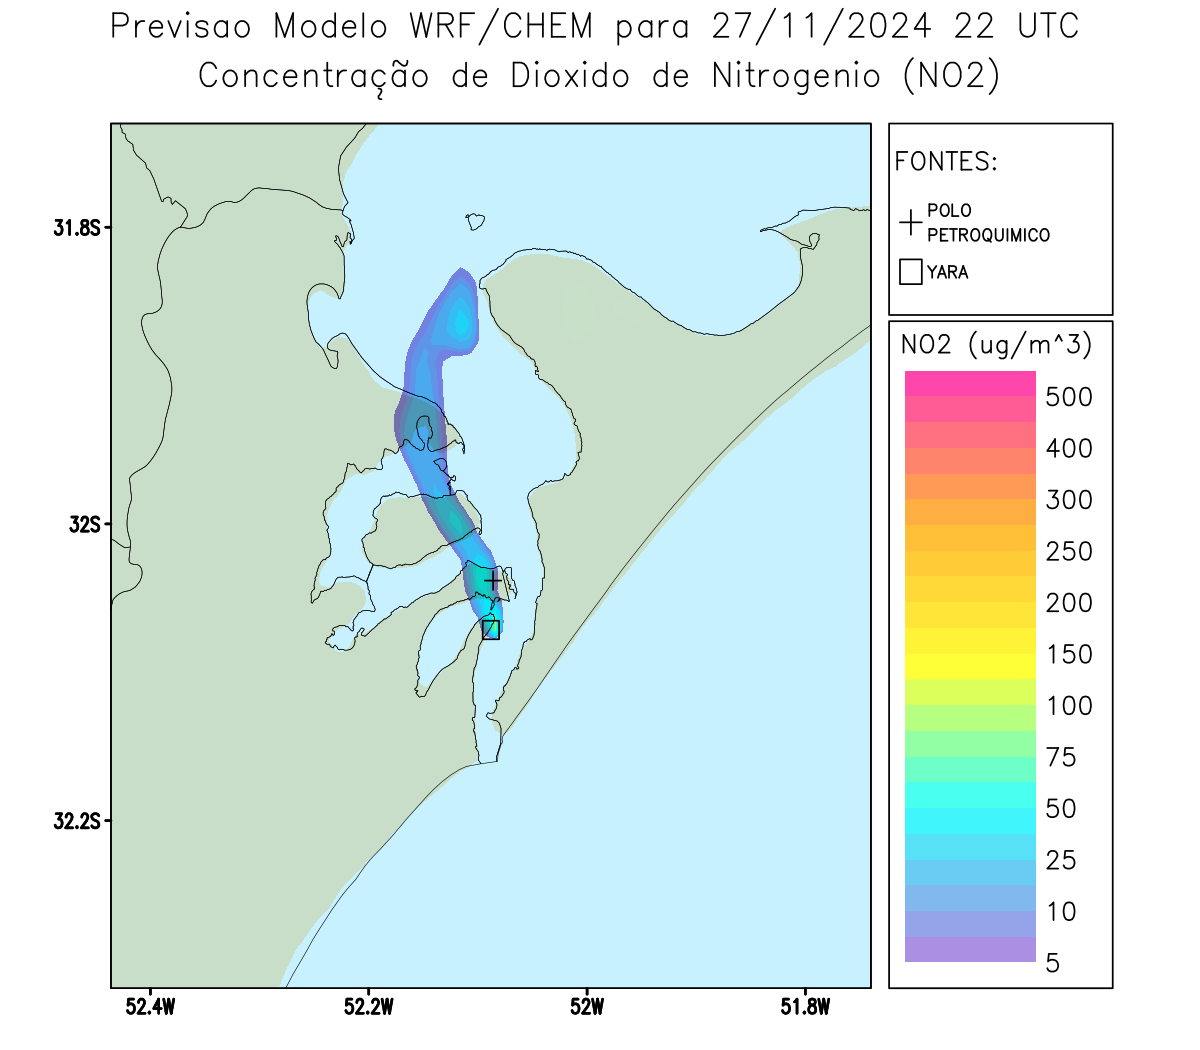 Previsao Modelo WRF/CHEM para 27/11/2024 22 UTC
Concentração de Dioxido de Nitrogenio (NO2)
FONTES:
POLO
PETROQUIMICO
YARA
NO2 (ug/m^3)
500
400
300
250
200
150
100
75
50
25
10
5
31.8S
32S
32.2S
52.4W
52.2W
52W
51.8W